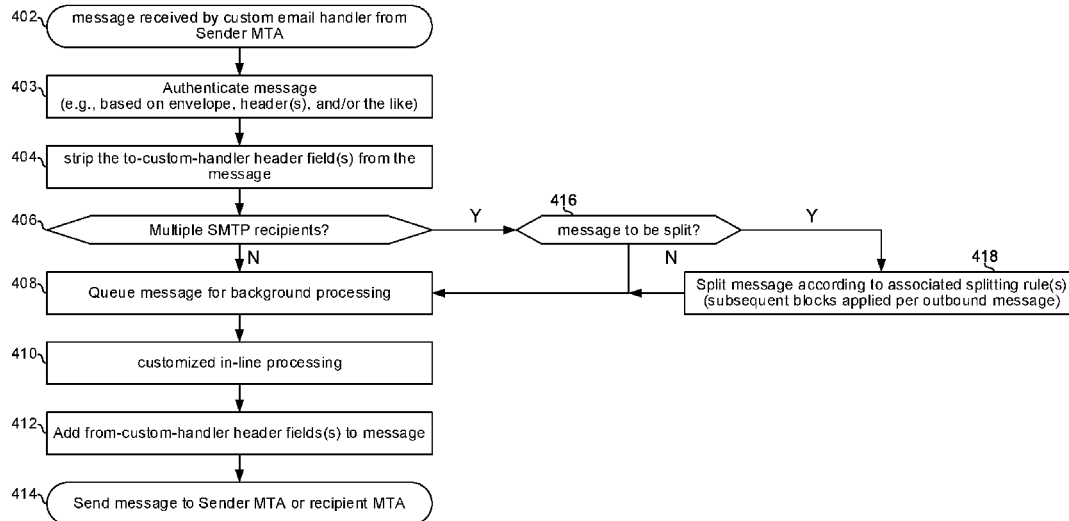 402
message received by custom email handler from
Sender MTA
403
Authenticate message
(e.g., based on envelope, header(s), and/or the like)
404
strip the to-custom-handler header field(s) from the
message
406
Multiple SMTP recipients?
Y
416
message to be split?
Y
N
N
418
408
Queue message for background processing
Split message according to associated splitting rule(s)
(subsequent blocks applied per outbound message)
410
customized in-line processing
412
Add from-custom-handler header fields(s) to message
414
Send message to Sender MTA or recipient MTA